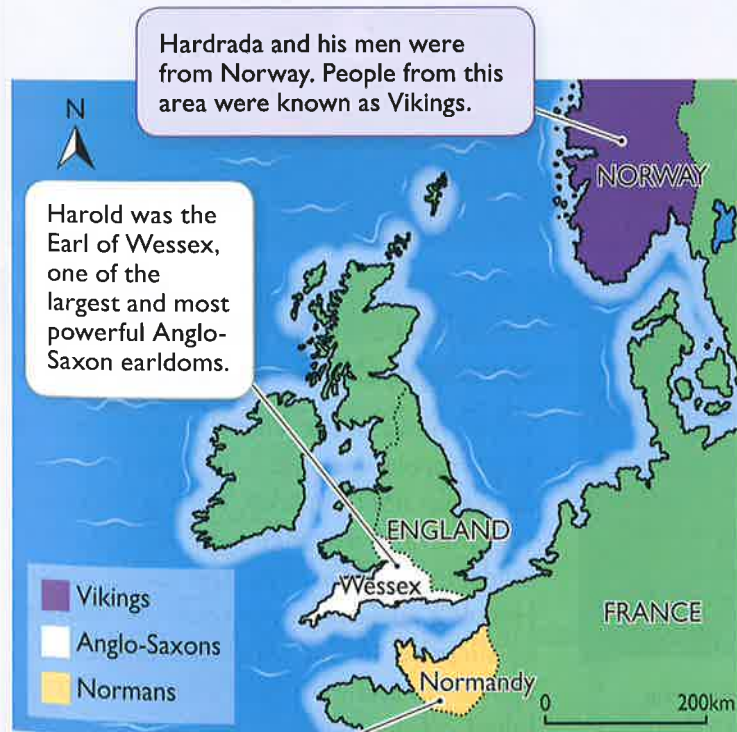 Hardrada and his men were
from Norway. People from this
area were known as Vikings.
N
NORWAY
Harold was the
Earl of Wessex,
one of the
largest and most
powerful Anglo-
Saxon earldoms.
ENGLAND
Wessex
Vikings
Anglo-Saxons
Normans
FRANCE
Normandy
0 200km